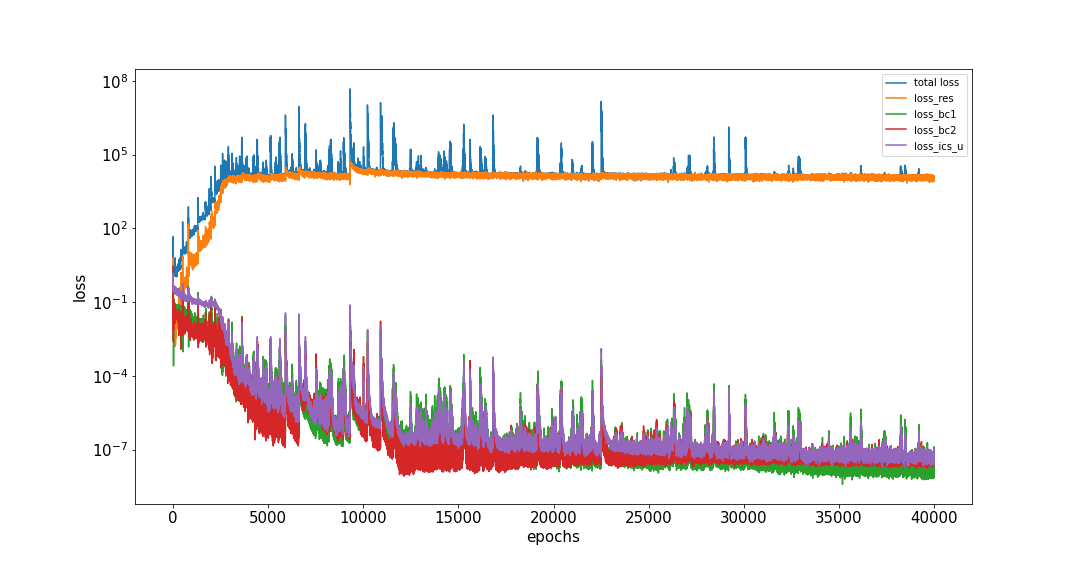 10^8
10^5
10^2
10^−1
10^−4
10^−7
loss
0 5000 10000 15000 20000 25000 30000 35000 40000
epochs
total loss
loss_res
loss_bc1
loss_bc2
loss_ics_u